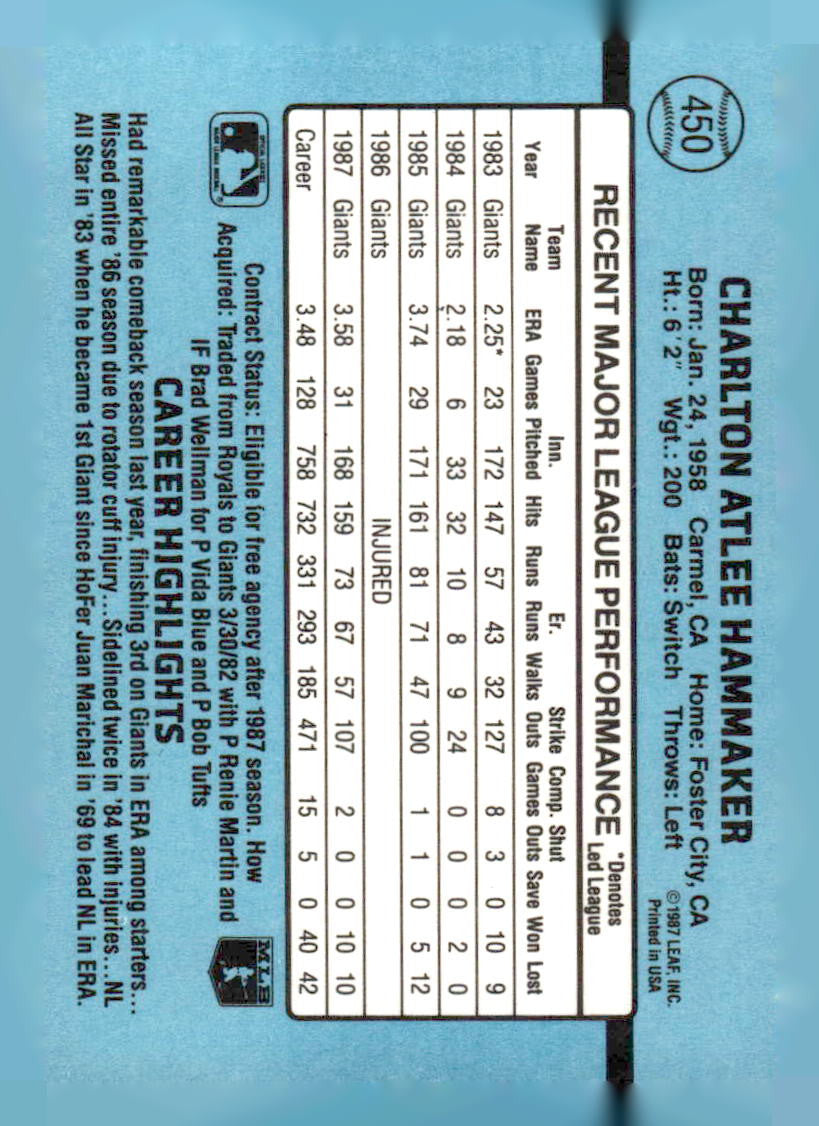 450
CHARLTON ATLEE HAMMAKER
Born: Jan. 24, 1958 Carmel, CA Home: Foster City, CA
Ht.: 6'2" Wgt.: 200 Bats: Switch Throws: Left
©1987 LEAF, INC.
Printed in USA
RECENT MAJOR LEAGUE PERFORMANCE *Denotes
Led League
Team Inn. Er. Strike Comp. Shut
Year Name ERA Games Pitched Hits Runs Runs Walks Outs Games Outs Save Won Lost
1983 Giants 2.25* 23 172 147 57 43 32 127 8 3 0 10 9
1984 Giants 2.18 6 33 32 10 8 9 24 0 0 0 2 0
1985 Giants 3.74 29 171 161 81 71 47 100 1 1 0 5 12
1986 Giants INJURED
1987 Giants 3.58 31 168 159 73 67 57 107 2 0 0 10 10
Career 3.48 128 758 732 331 293 185 471 15 5 0 40 42
Contract Status: Eligible for free agency after 1987 season. How
Acquired: Traded from Royals to Giants 3/30/82 with P Renie Martin and
IF Brad Wellman for P Vida Blue and P Bob Tufts
MLB
CAREER HIGHLIGHTS
Had remarkable comeback season last year, finishing 3rd on Giants in ERA among starters...
Missed entire '86 season due to rotator cuff injury...Sidelined twice in '84 with injuries...NL
All Star in '83 when he became 1st Giant since HoFer Juan Marichal in '69 to lead NL in ERA.